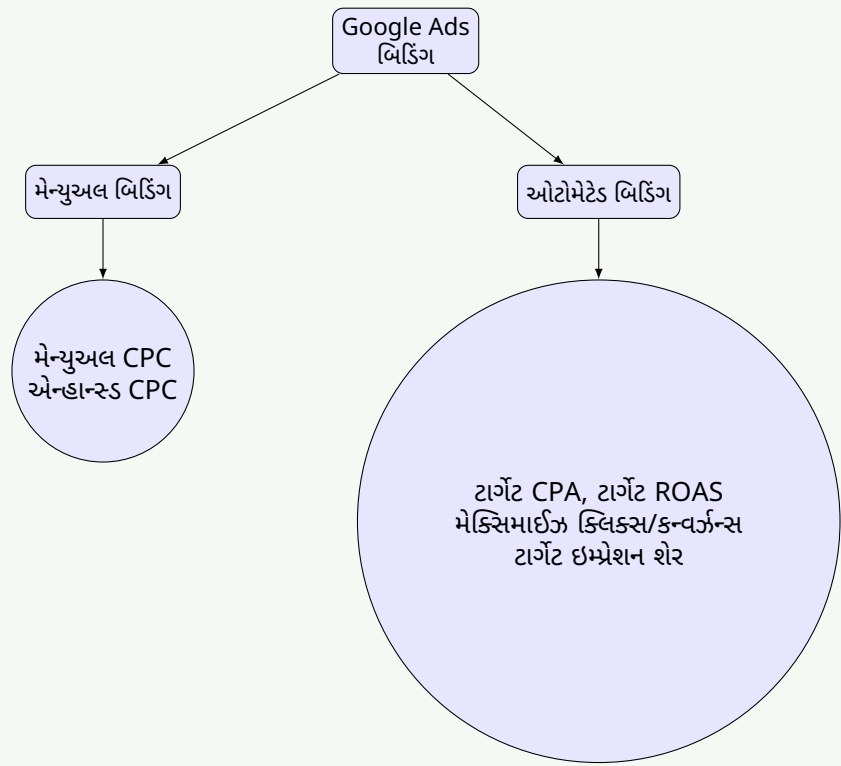 Google Ads
બિડિંગ
મેન્યુઅલ બિડિંગ
ઓટોમેટેડ બિડિંગ
મેન્યુઅલ CPC
એન્હાન્સ્ડ CPC
ટાર્ગેટ CPA, ટાર્ગેટ ROAS
મેક્સિમાઈઝ ક્લિક્સ/કન્વર્ઝન્સ
ટાર્ગેટ ઇમ્પ્રેશન શેર